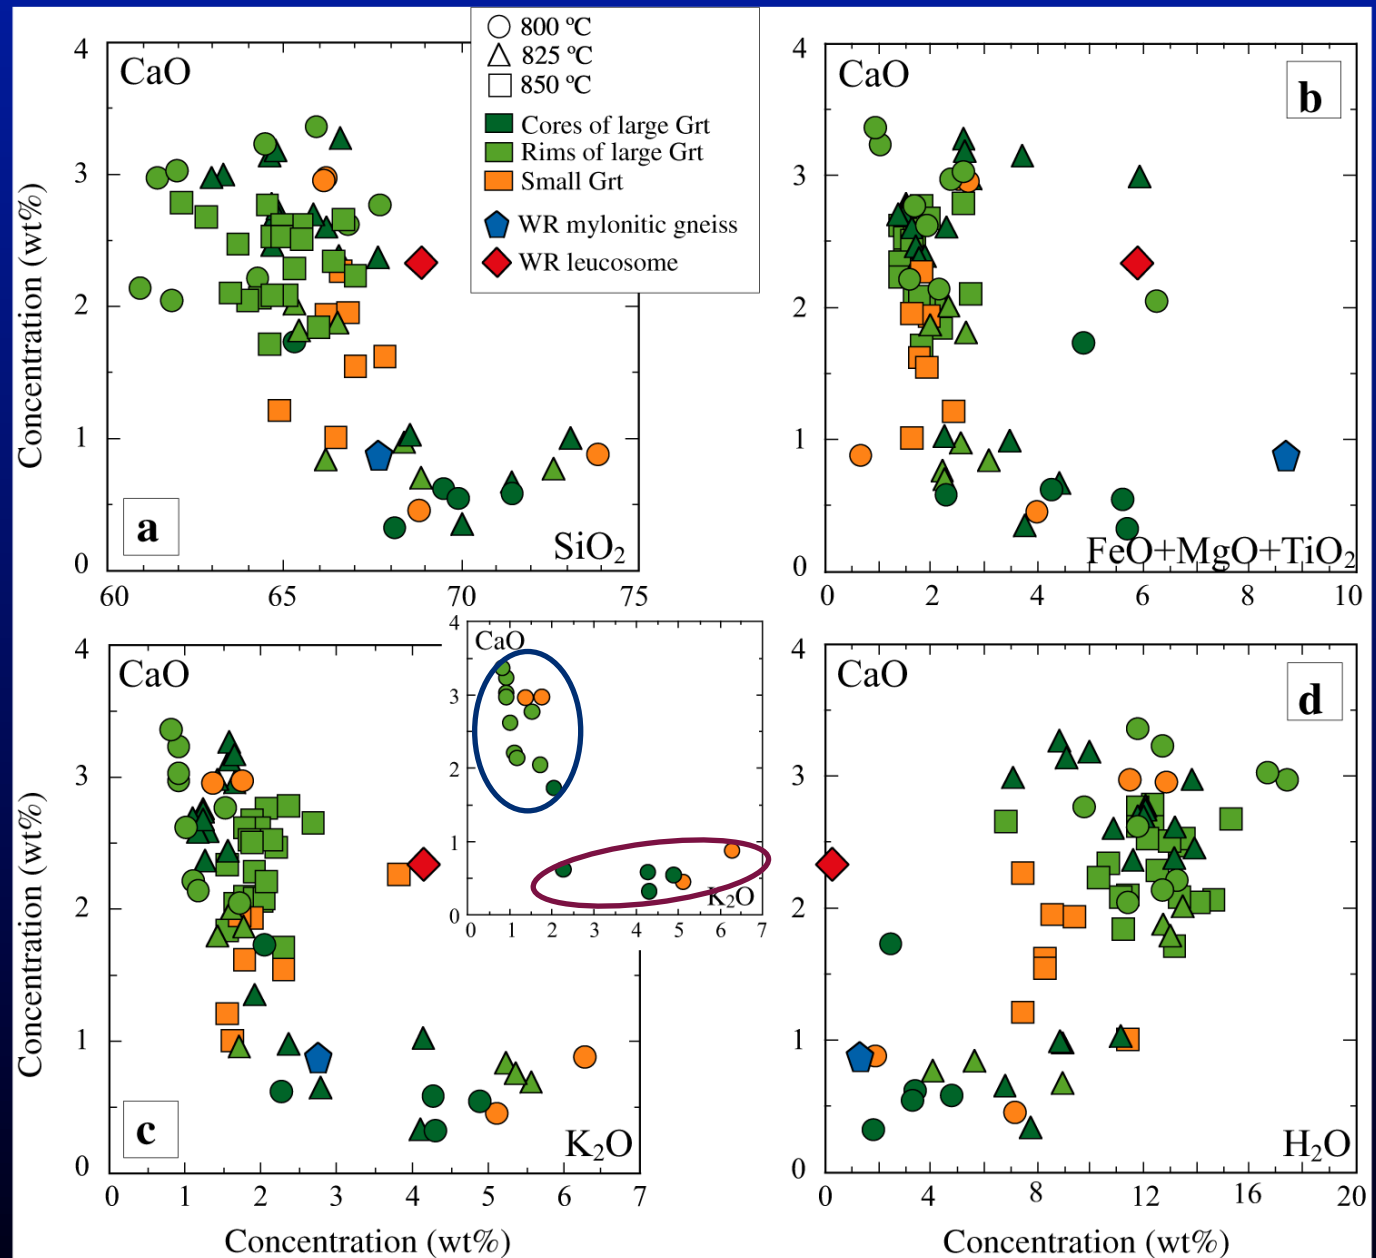 800 ºC
825 ºC
850 ºC
Cores of large Grt
Rims of large Grt
Small Grt
WR mylonitic gneiss
WR leucosome
Concentration (wt%)
4
3
2
1
0
CaO
a
SiO₂
60 65 70 75
4
3
2
1
0
CaO
b
FeO+MgO+TiO₂
0 2 4 6 8 10
Concentration (wt%)
4
3
2
1
0
CaO
c
K₂O
0 1 2 3 4 5 6 7
Concentration (wt%)
4
3
2
1
0
CaO
K₂O
0 1 2 3 4 5 6 7
4
3
2
1
0
CaO
d
H₂O
0 4 8 12 16 20
Concentration (wt%)